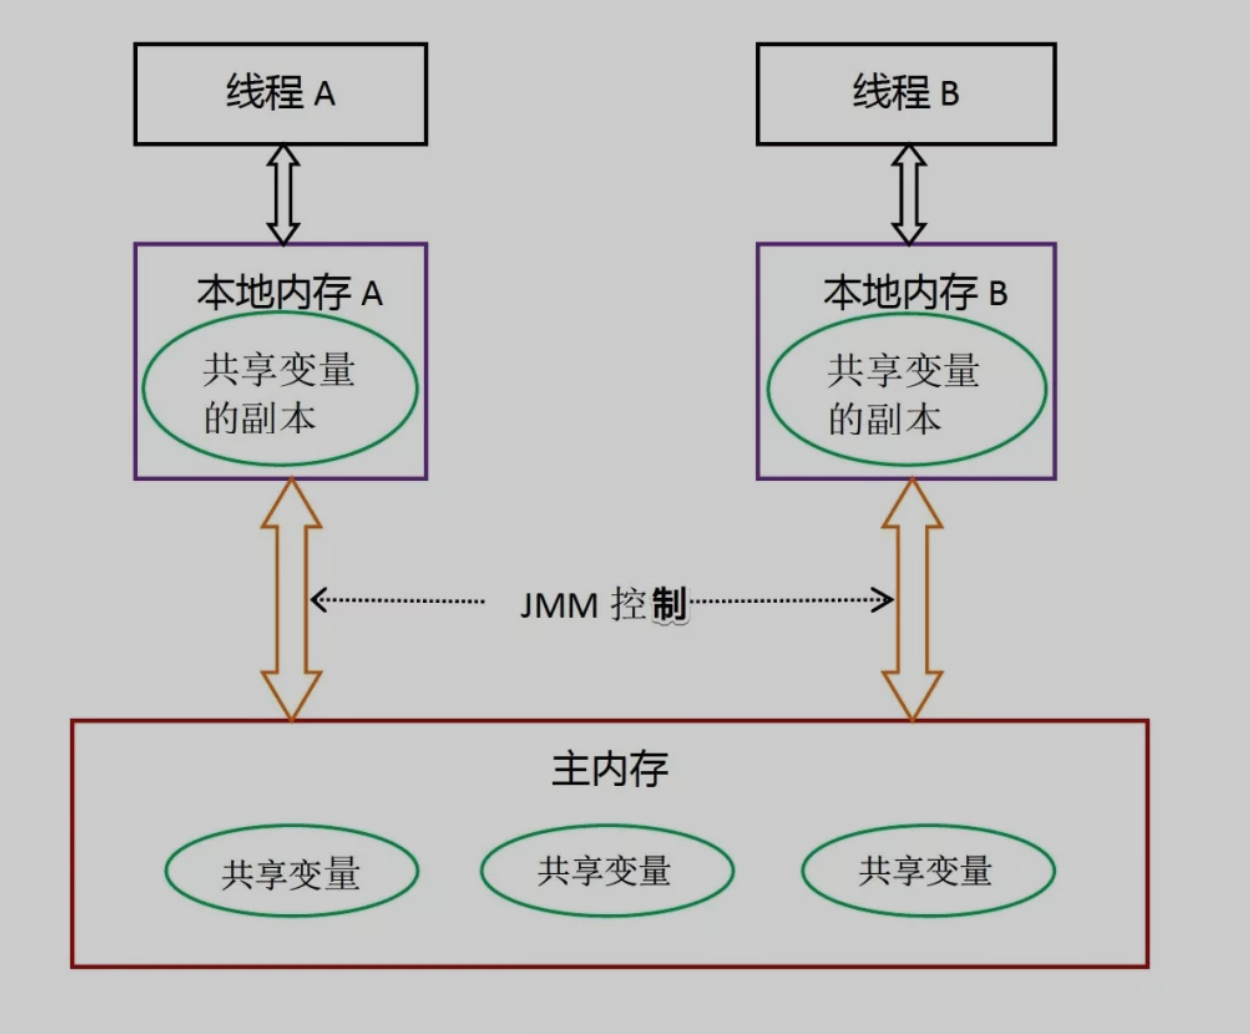 线程 A
线程 B
本地内存 A
本地内存 B
共享变量
的副本
共享变量
的副本
JMM 控制
主内存
共享变量
共享变量
共享变量